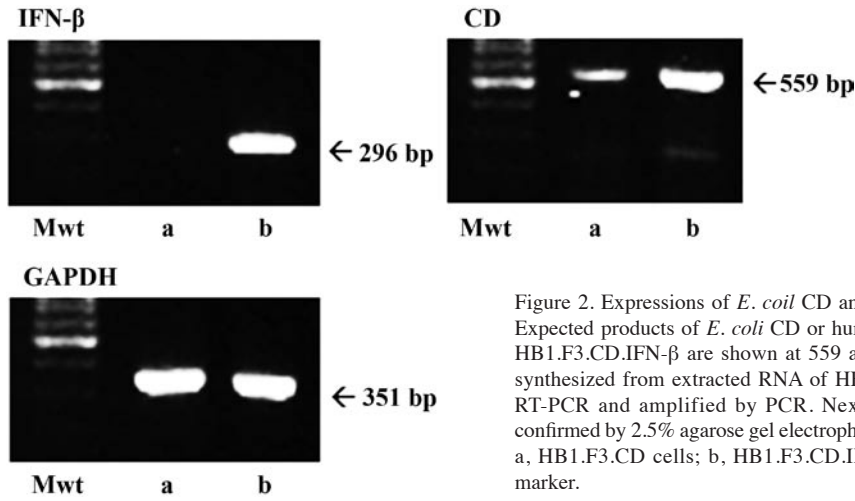 IFN-β
← 296 bp
Mwt a b
CD
← 559 bp
Mwt a b
GAPDH
← 351 bp
Mwt a b
Figure 2. Expressions of E. coil CD
Expected products of E. coli CD or
HB1.F3.CD.IFN-β are shown at 559
synthesized from extracted RNA of
RT-PCR and amplified by PCR.
confirmed by 2.5% agarose gel
a, HB1.F3.CD cells; b,
marker.